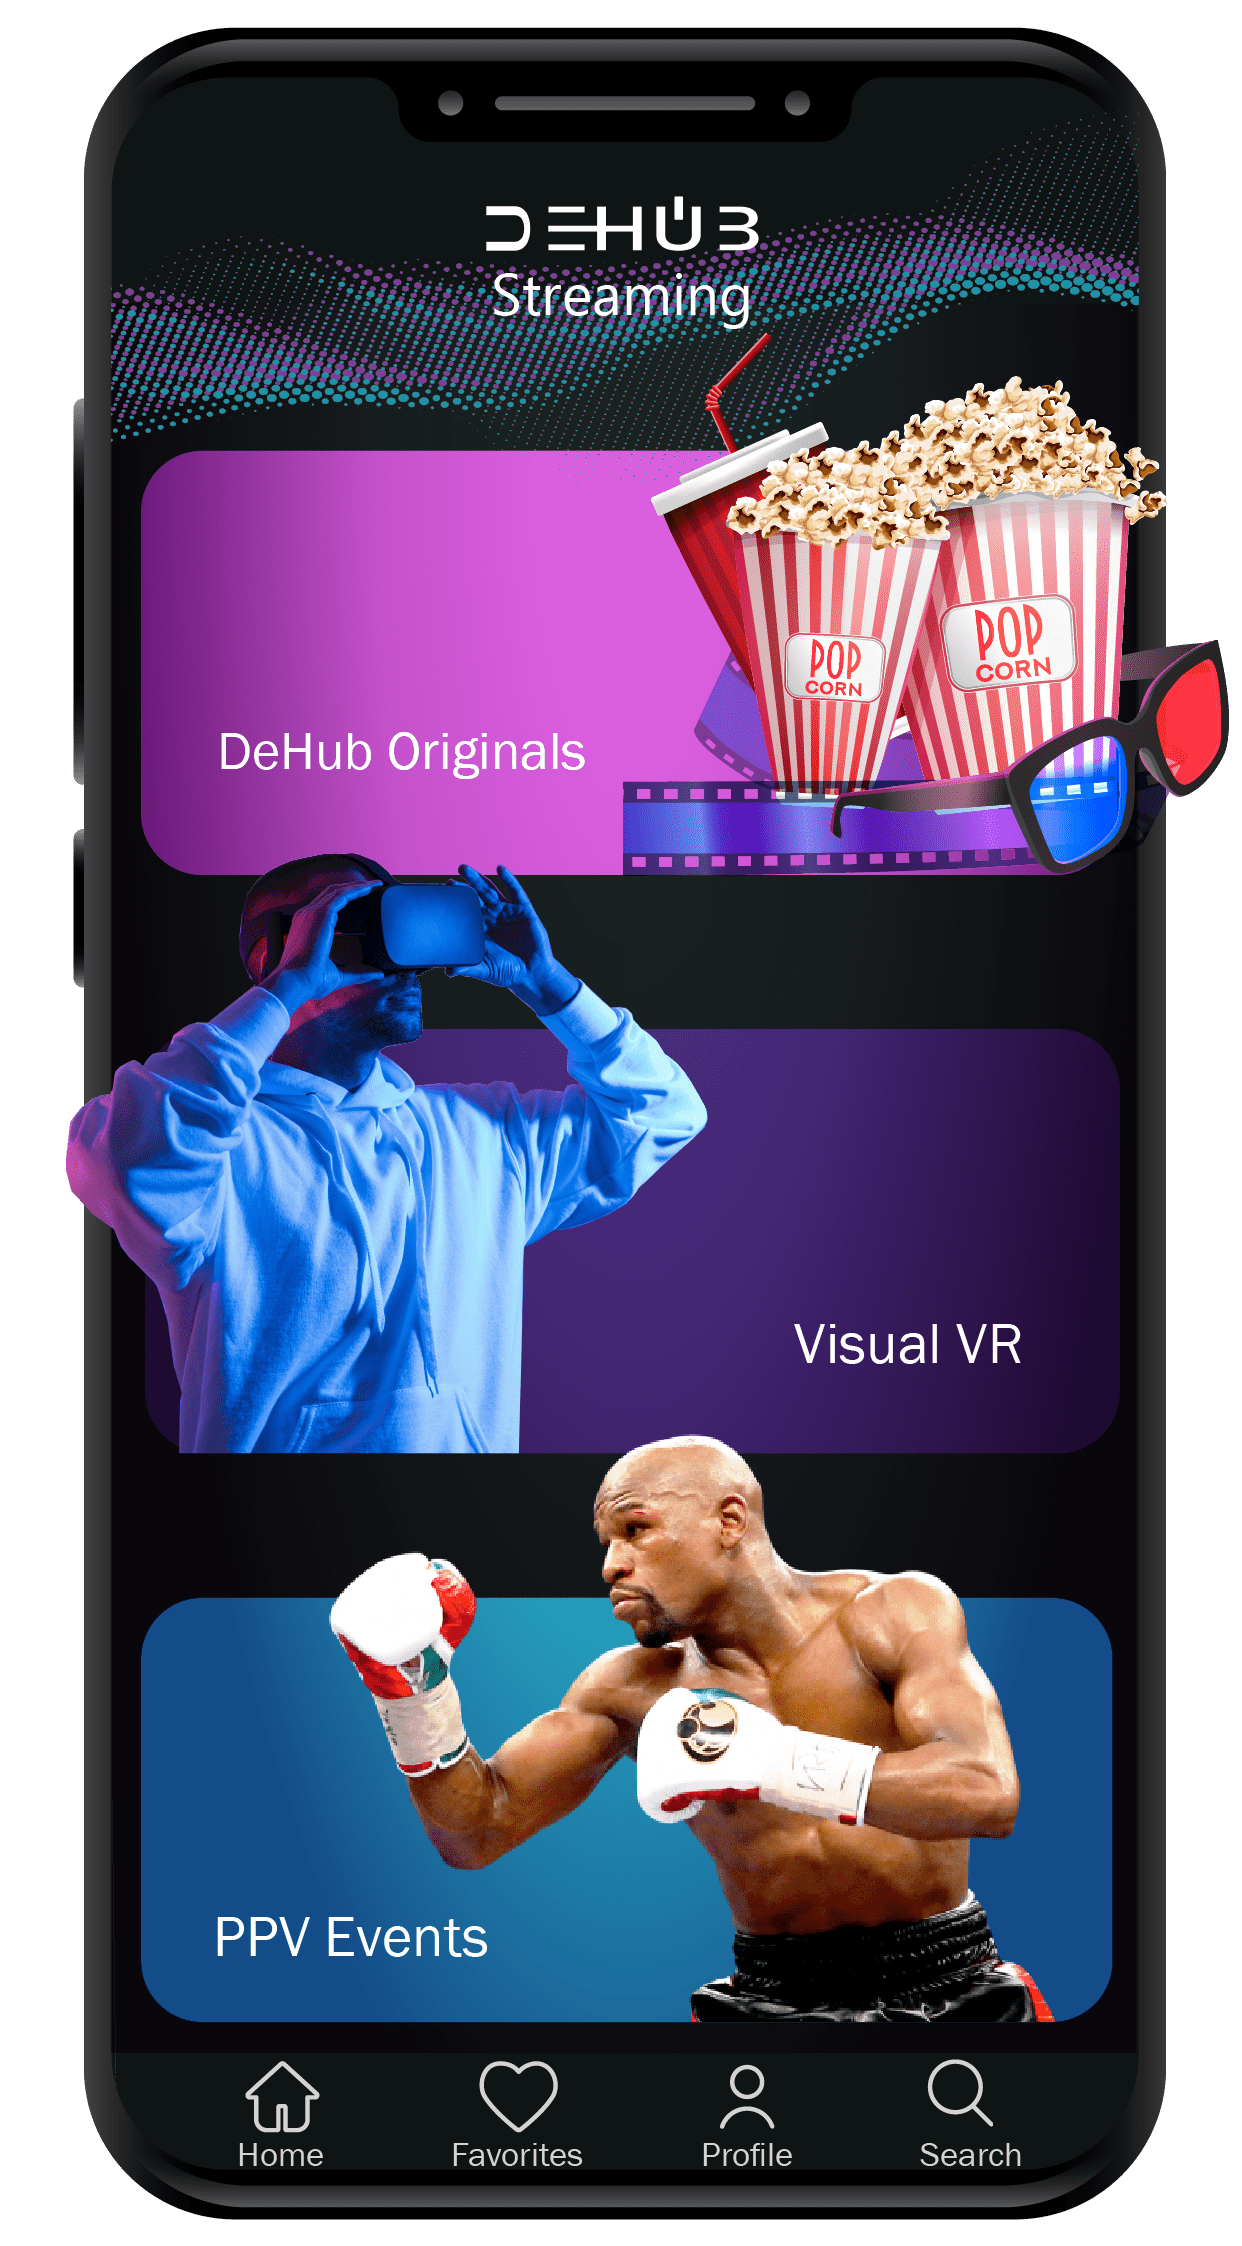 DEHUB
Streaming
POP
CORN
POP
CORN
DeHub Originals
Visual VR
PPV Events
Home
Favorites
Profile
Search